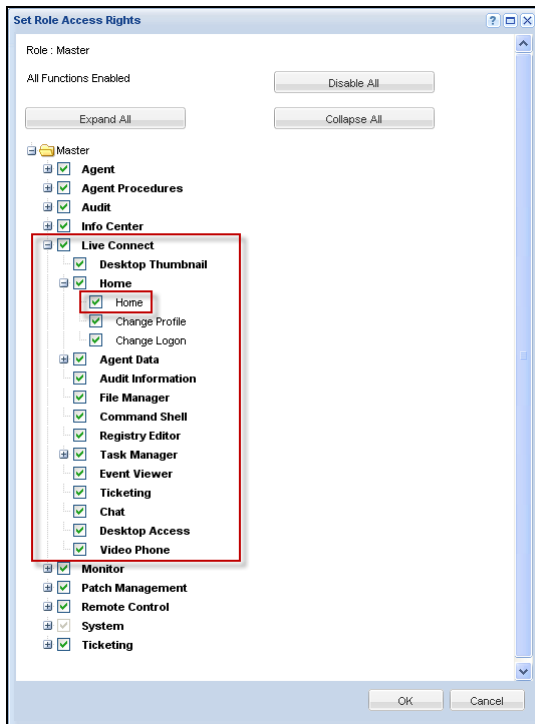 Set Role Access Rights
Role : Master
All Functions Enabled
Disable All
Expand All
Collapse All
Master
Agent
Agent Procedures
Audit
Info Center
Live Connect
Desktop Thumbnail
Home
Home
Change Profile
Change Logon
Agent Data
Audit Information
File Manager
Command Shell
Registry Editor
Task Manager
Event Viewer
Ticketing
Chat
Desktop Access
Video Phone
Monitor
Patch Management
Remote Control
System
Ticketing
OK
Cancel